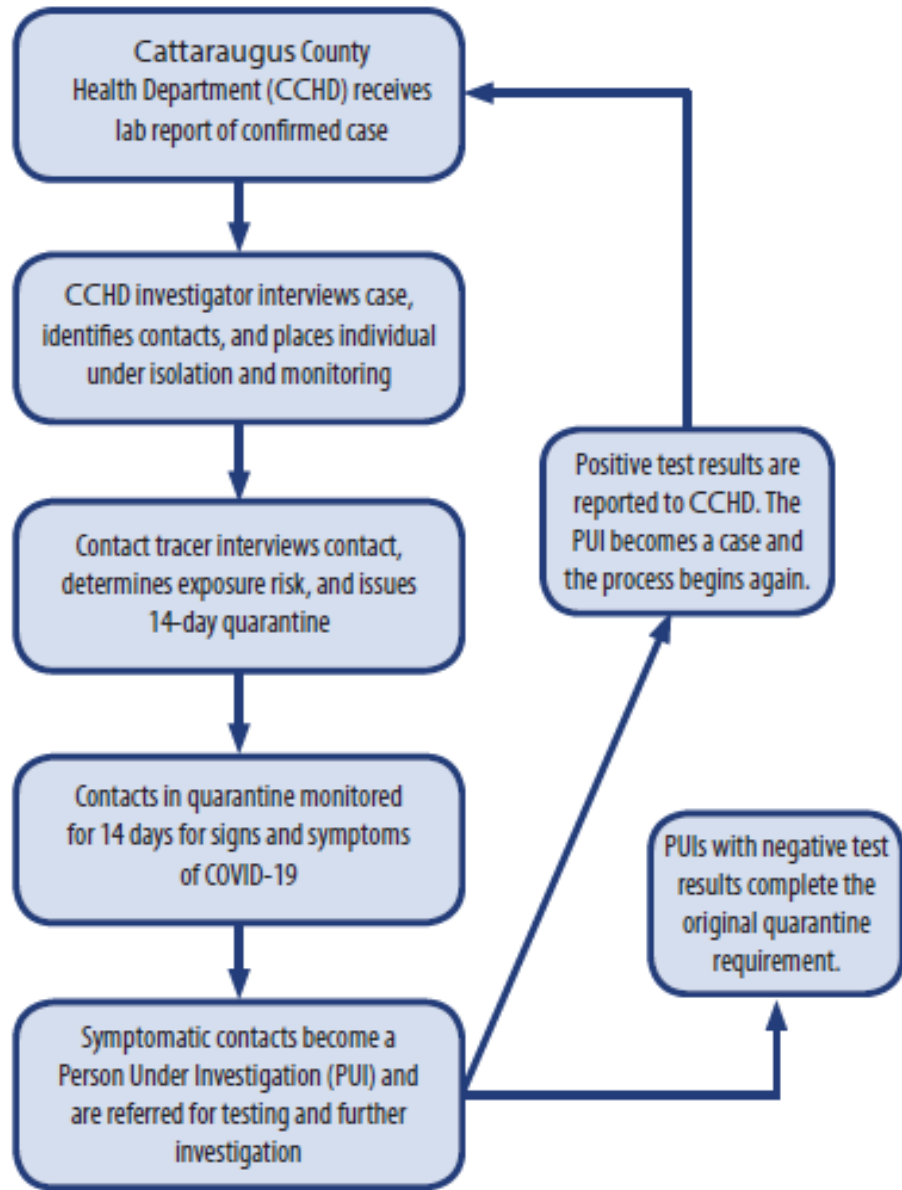 Cattaraugus County
Health Department (CCHD) receives
lab report of confirmed case
CCHD investigator interviews case,
identifies contacts, and places individual
under isolation and monitoring
Contact tracer interviews contact,
determines exposure risk, and issues
14-day quarantine
Contacts in quarantine monitored
for 14 days for signs and symptoms
of COVID-19
Symptomatic contacts become a
Person Under Investigation (PUI) and
are referred for testing and further
investigation
Positive test results are
reported to CCHD. The
PUI becomes a case and
the process begins again.
PUIs with negative test
results complete the
original quarantine
requirement.